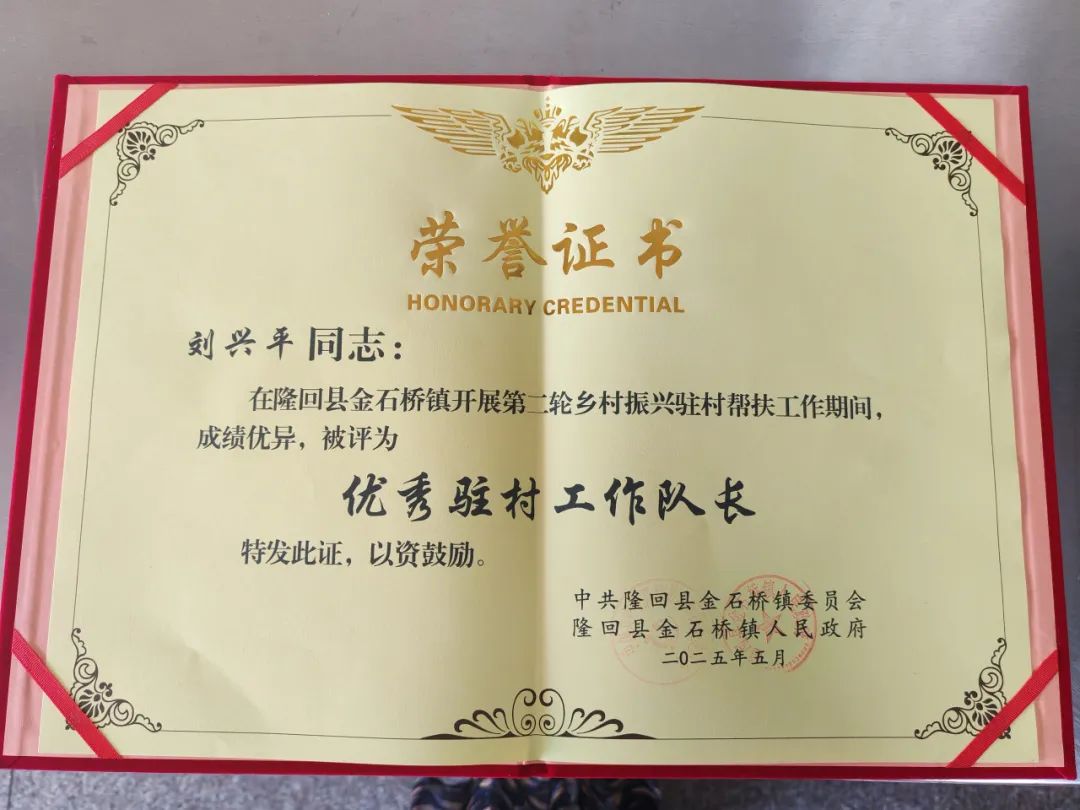 荣誉证书
HONORARY CREDENTIAL
刘兴平同志：
在隆回县金石桥镇开展第二轮乡村振兴驻村帮扶工作期间，
成绩优异，被评为
优秀驻村工作队长
特发此证，以资鼓励。
中共隆回县金石桥镇委员会
隆回县金石桥镇人民政府
二0二五年五月